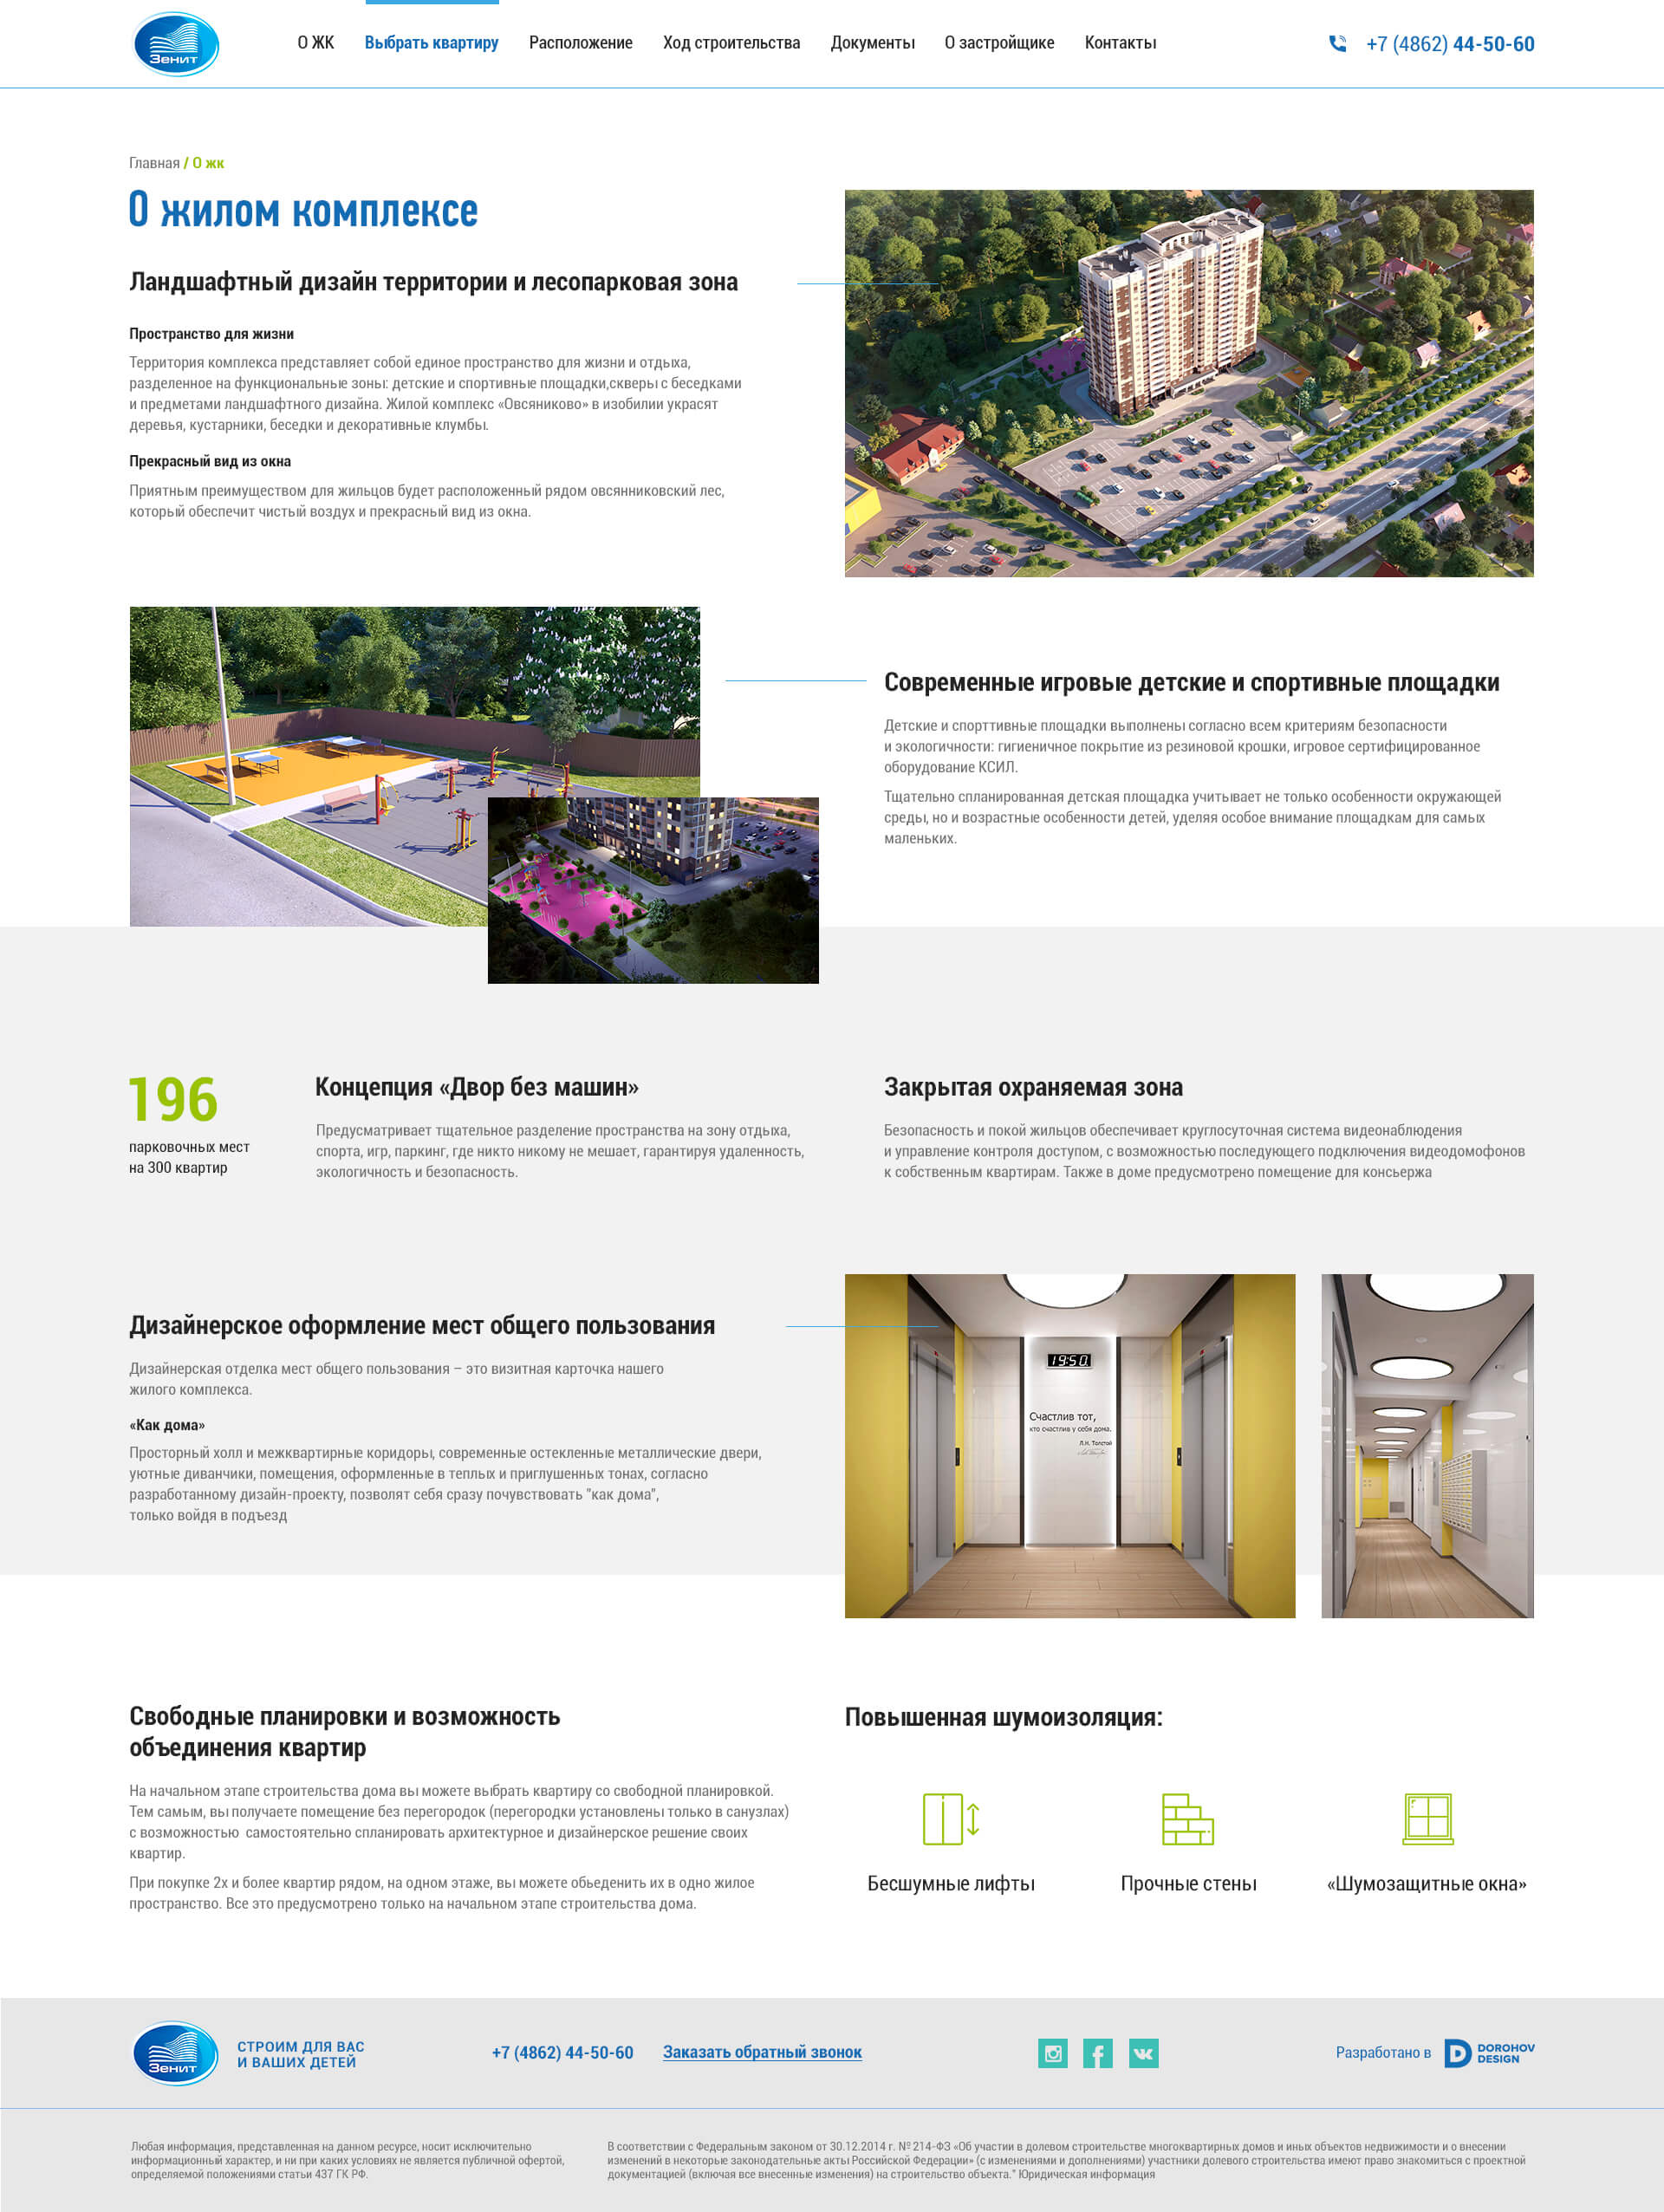 Зенит
О ЖК
Выбрать квартиру
Расположение
Ход строительства
Документы
О застройщике
Контакты
+7 (4862) 44-50-60
Главная / О жк
О жилом комплексе
Ландшафтный дизайн территории и лесопарковая зона
Пространство для жизни
Территория комплекса представляет собой единое пространство для жизни и отдыха,
разделенное на функциональные зоны: детские и спортивные площадки,скверы с беседками
и предметами ландшафтного дизайна. Жилой комплекс «Овсяниково» в изобилии украсят
деревья, кустарники, беседки и декоративные клумбы.
Прекрасный вид из окна
Приятным преимуществом для жильцов будет расположенный рядом овсянниковский лес,
который обеспечит чистый воздух и прекрасный вид из окна.
Современные игровые детские и спортивные площадки
Детские и спорттивные площадки выполнены согласно всем критериям безопасности
и экологичности: гигиеничное покрытие из резиновой крошки, игровое сертифицированное
оборудование КСИЛ.
Тщательно спланированная детская площадка учитывает не только особенности окружающей
среды, но и возрастные особенности детей, уделяя особое внимание площадкам для самых
маленьких.
196
парковочных мест
на 300 квартир
Концепция «Двор без машин»
Предусматривает тщательное разделение пространства на зону отдыха,
спорта, игр, паркинг, где никто никому не мешает, гарантируя удаленность,
экологичность и безопасность.
Закрытая охраняемая зона
Безопасность и покой жильцов обеспечивает круглосуточная система видеонаблюдения
и управление контроля доступом, с возможностью последующего подключения видеодомофонов
к собственным квартирам. Также в доме предусмотрено помещение для консьержа
Дизайнерское оформление мест общего пользования
Дизайнерская отделка мест общего пользования – это визитная карточка нашего
жилого комплекса.
«Как дома»
Просторный холл и межквартирные коридоры, современные остекленные металлические двери,
уютные диванчики, помещения, оформленные в теплых и приглушенных тонах, согласно
разработанному дизайн-проекту, позволят себя сразу почувствовать "как дома",
только войдя в подъезд
19:50
Счастлив тот,
кто счастлив у себя дома.
Л.Н. Толстой
Свободные планировки и возможность
объединения квартир
На начальном этапе строительства дома вы можете выбрать квартиру со свободной планировкой.
Тем самым, вы получаете помещение без перегородок (перегородки установлены только в санузлах)
с возможностью самостоятельно спланировать архитектурное и дизайнерское решение своих
квартир.
При покупке 2х и более квартир рядом, на одном этаже, вы можете обьеденить их в одно жилое
пространство. Все это предусмотрено только на начальном этапе строительства дома.
Повышенная шумоизоляция:
Бесшумные лифты
Прочные стены
«Шумозащитные окна»
Зенит
СТРОИМ ДЛЯ ВАС
И ВАШИХ ДЕТЕЙ
+7 (4862) 44-50-60
Заказать обратный звонок
Разработано в
DOROHOV
DESIGN
Любая информация, представленная на данном ресурсе, носит исключительно
информационный характер, и ни при каких условиях не является публичной офертой,
определяемой положениями статьи 437 ГК РФ.
В соответствии с Федеральным законом от 30.12.2014 г. № 214-ФЗ «Об участии в долевом строительстве многоквартирных домов и иных объектов недвижимости и о внесении
изменений в некоторые законодательные акты Российской Федерации» (с изменениями и дополнениями) участники долевого строительства имеют право знакомиться с проектной
документацией (включая все внесенные изменения) на строительство объекта." Юридическая информация